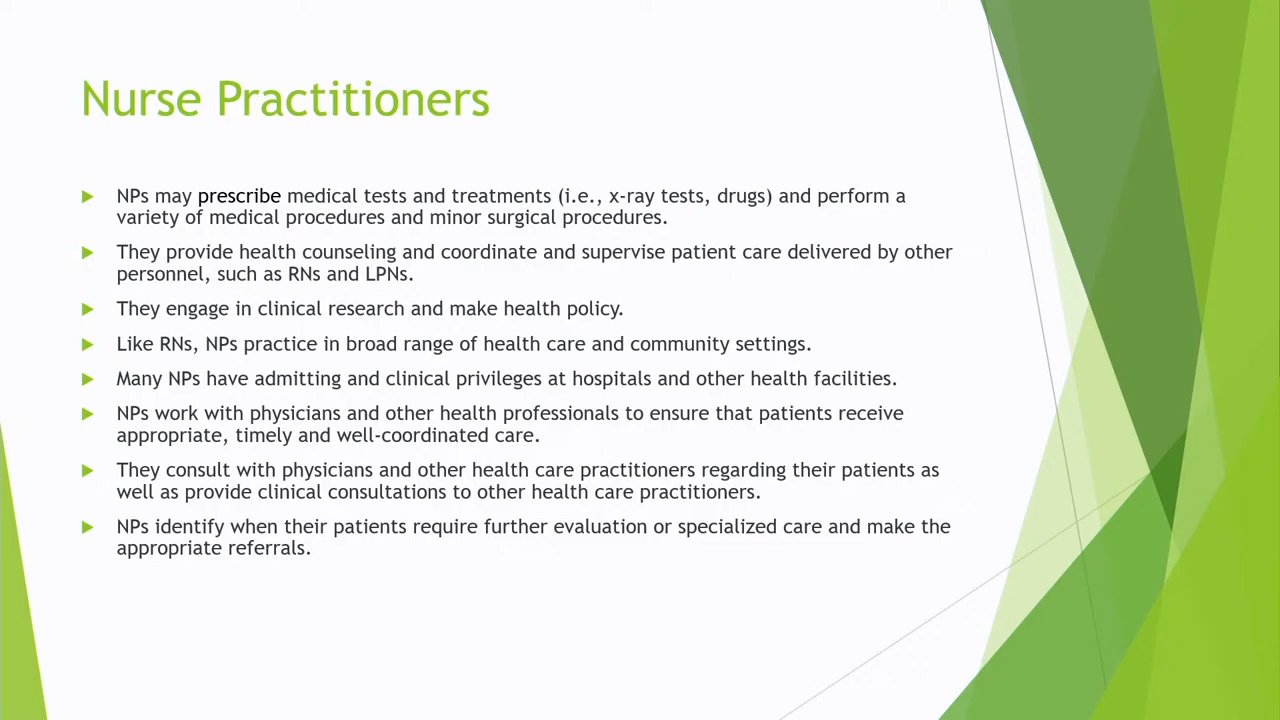 Nurse Practitioners
NPs may prescribe medical tests and treatments (i.e., x-ray tests, drugs) and perform a
variety of medical procedures and minor surgical procedures.
They provide health counseling and coordinate and supervise patient care delivered by other
personnel, such as RNs and LPNs.
They engage in clinical research and make health policy.
Like RNs, NPs practice in broad range of health care and community settings.
Many NPs have admitting and clinical privileges at hospitals and other health facilities.
NPs work with physicians and other health professionals to ensure that patients receive
appropriate, timely and well-coordinated care.
They consult with physicians and other health care practitioners regarding their patients as
well as provide clinical consultations to other health care practitioners.
NPs identify when their patients require further evaluation or specialized care and make the
appropriate referrals.